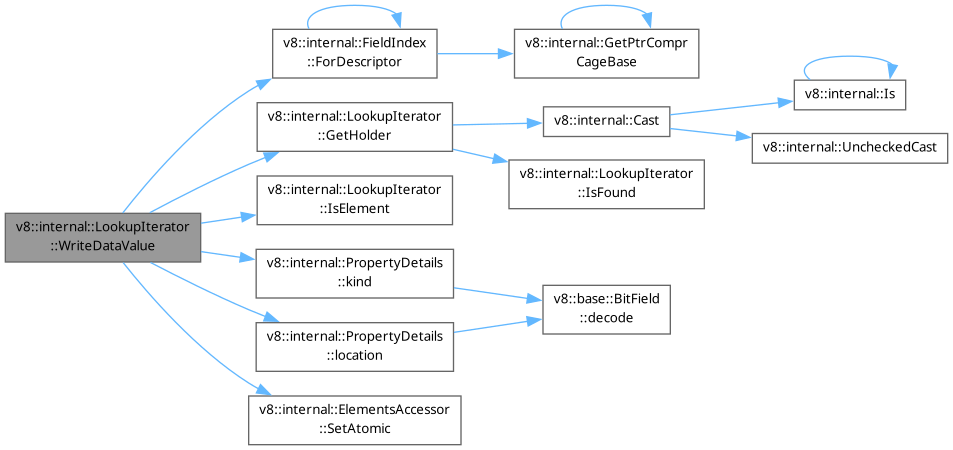 v8::internal::FieldIndex
::ForDescriptor
v8::internal::GetPtrCompr
CageBase
v8::internal::Is
v8::internal::LookupIterator
::GetHolder
v8::internal::Cast
v8::internal::UncheckedCast
v8::internal::LookupIterator
::IsFound
v8::internal::LookupIterator
::IsElement
v8::internal::LookupIterator
::WriteDataValue
v8::internal::PropertyDetails
::kind
v8::base::BitField
::decode
v8::internal::PropertyDetails
::location
v8::internal::ElementsAccessor
::SetAtomic